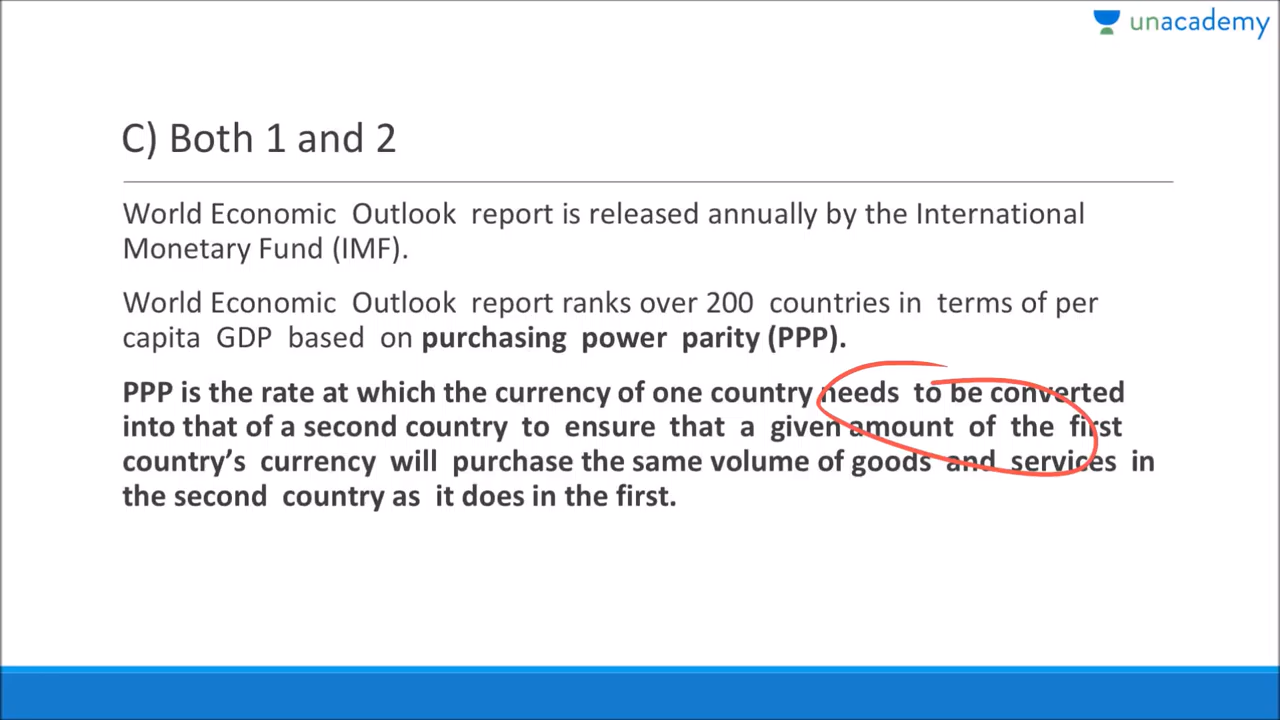 unacademy
C) Both 1 and 2
World Economic Outlook report is released annually by the International
Monetary Fund (IMF).
World Economic Outlook report ranks over 200 countries in terms of per
capita GDP based on purchasing power parity (PPP).
PPP is the rate at which the currency of one country needs to be converted
into that of a second country to ensure that a given amount of the first
country’s currency will purchase the same volume of goods and services in
the second country as it does in the first.